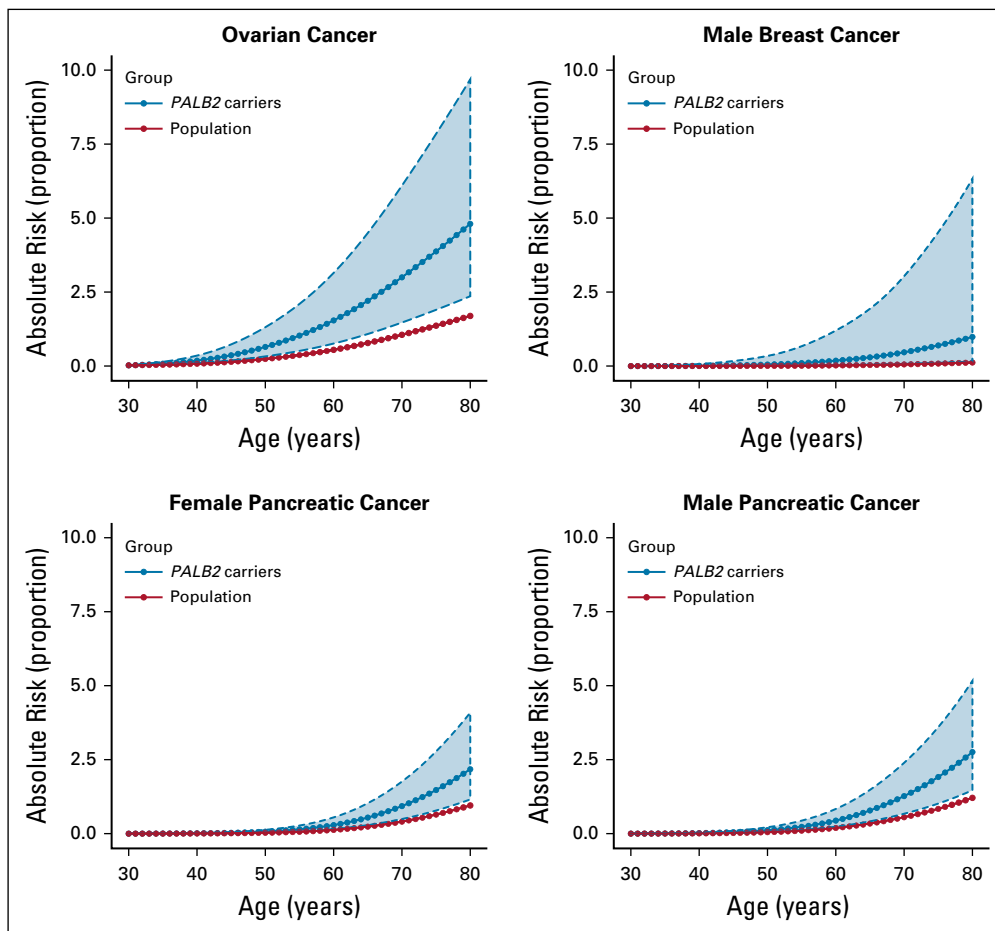 Ovarian Cancer
Absolute Risk (proportion)
10.0
7.5
5.0
2.5
0.0
Group
PALB2 carriers
Population
30 40 50 60 70 80
Age (years)
Male Breast Cancer
Absolute Risk (proportion)
10.0
7.5
5.0
2.5
0.0
Group
PALB2 carriers
Population
30 40 50 60 70 80
Age (years)
Female Pancreatic Cancer
Absolute Risk (proportion)
10.0
7.5
5.0
2.5
0.0
Group
PALB2 carriers
Population
30 40 50 60 70 80
Age (years)
Male Pancreatic Cancer
Absolute Risk (proportion)
10.0
7.5
5.0
2.5
0.0
Group
PALB2 carriers
Population
30 40 50 60 70 80
Age (years)